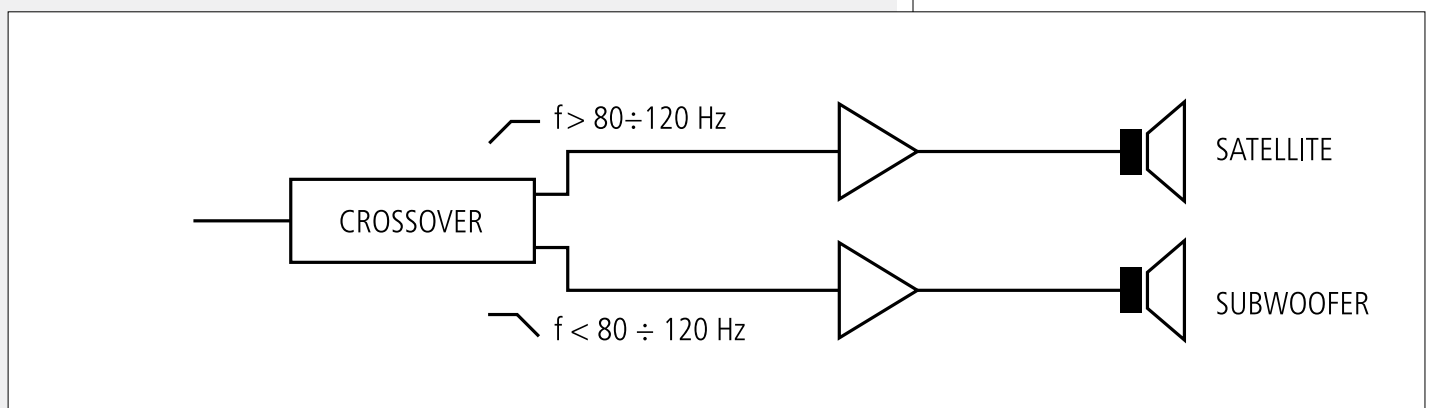 f > 80÷120 Hz
SATELLITE
CROSSOVER
f < 80 ÷ 120 Hz
SUBWOOFER